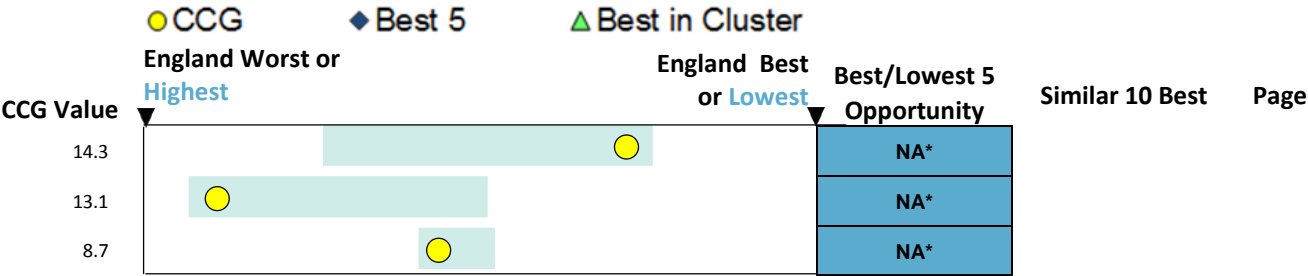 CCG Best 5 Best in Cluster
England Worst or Highest
England Best or Lowest
CCG Value
Best/Lowest 5 Opportunity
Similar 10 Best
Page
14.3 NA*
13.1 NA*
8.7 NA*